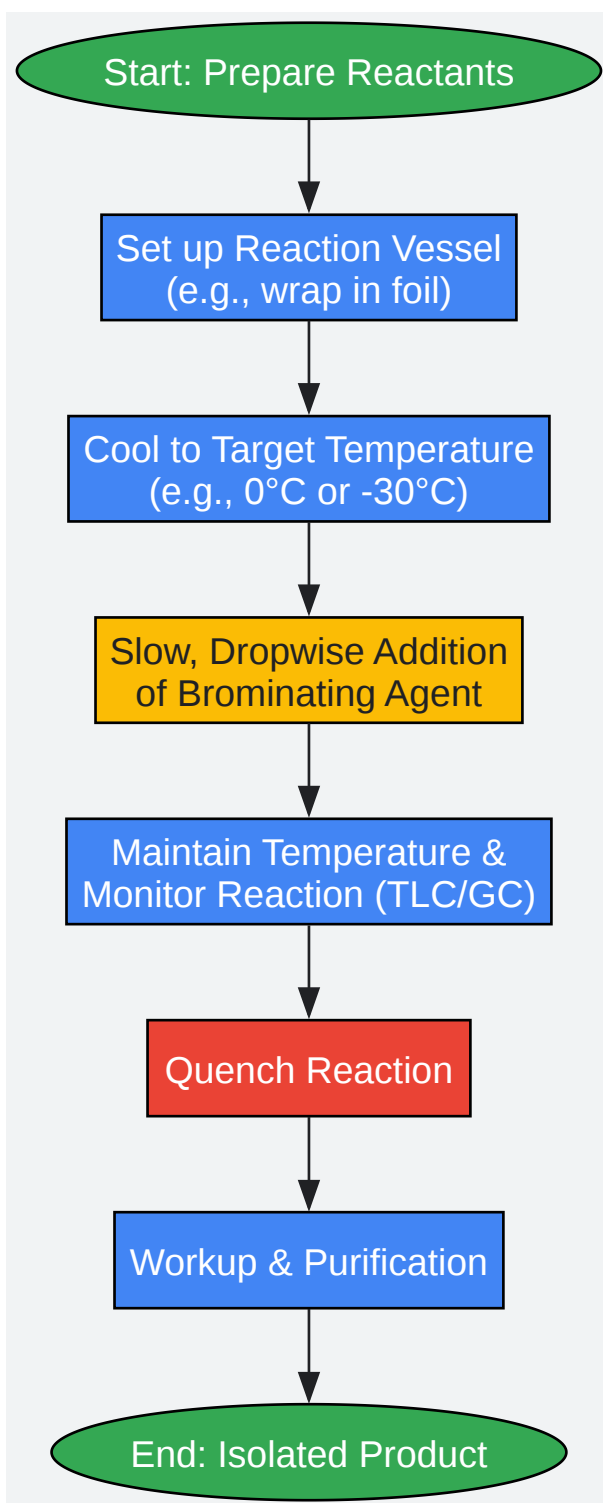 Start: Prepare Reactants
Set up Reaction Vessel
(e.g., wrap in foil)
Cool to Target Temperature
(e.g., 0°C or -30°C)
Slow, Dropwise Addition
of Brominating Agent
Maintain Temperature &
Monitor Reaction (TLC/GC)
Quench Reaction
Workup & Purification
End: Isolated Product